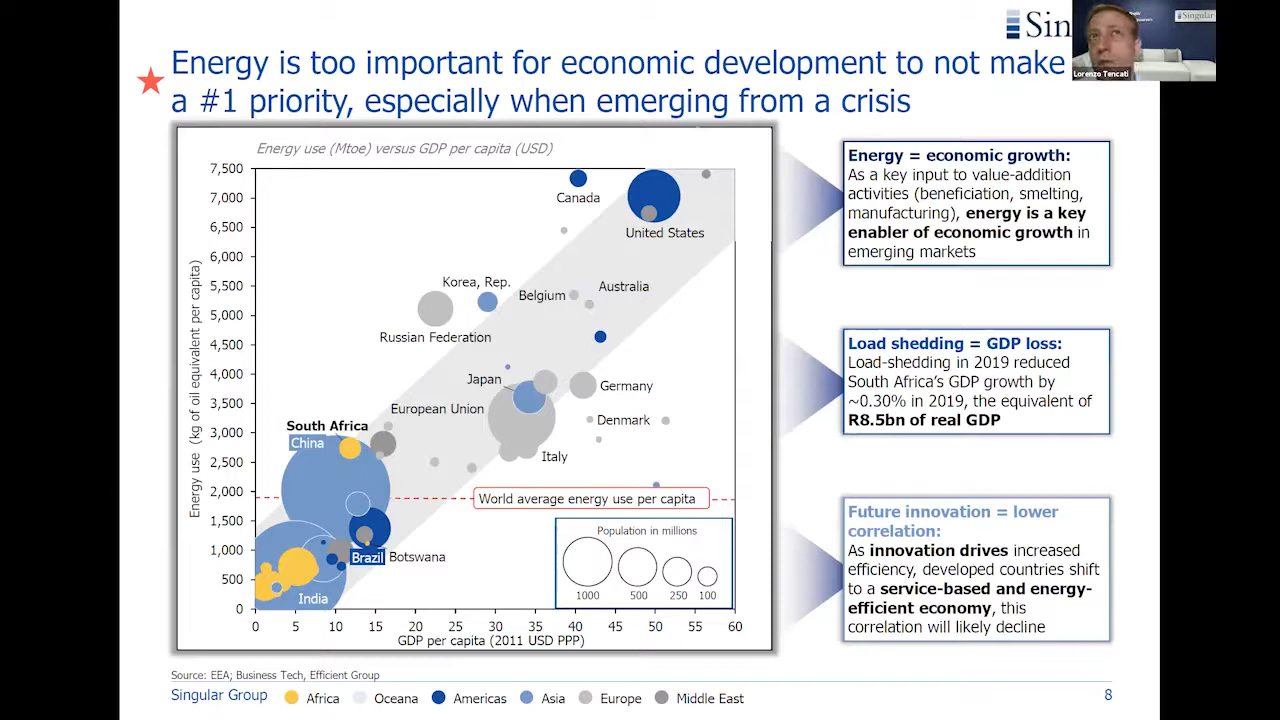 Sin
Singular
Lorenzo Tencati
Energy is too important for economic development to not make
a #1 priority, especially when emerging from a crisis
Energy use (Mtoe) versus GDP per capita (USD)
Energy use (kg of oil equivalent per capita)
7,500
7,000
6,500
6,000
5,500
5,000
4,500
4,000
3,500
3,000
2,500
2,000
1,500
1,000
500
0
Canada
United States
Korea, Rep.
Belgium
Australia
Russian Federation
Japan
Germany
European Union
Denmark
South Africa
China
Italy
World average energy use per capita
Brazil Botswana
India
Population in millions
1000 500 250 100
0 5 10 15 20 25 30 35 40 45 50 55 60
GDP per capita (2011 USD PPP)
Energy = economic growth:
As a key input to value-addition
activities (beneficiation, smelting,
manufacturing), energy is a key
enabler of economic growth in
emerging markets
Load shedding = GDP loss:
Load-shedding in 2019 reduced
South Africa's GDP growth by
~0.30% in 2019, the equivalent of
R8.5bn of real GDP
Future innovation = lower
correlation:
As innovation drives increased
efficiency, developed countries shift
to a service-based and energy-
efficient economy, this
correlation will likely decline
Source: EEA; Business Tech, Efficient Group
Singular Group
Africa Oceana Americas Asia Europe Middle East
8